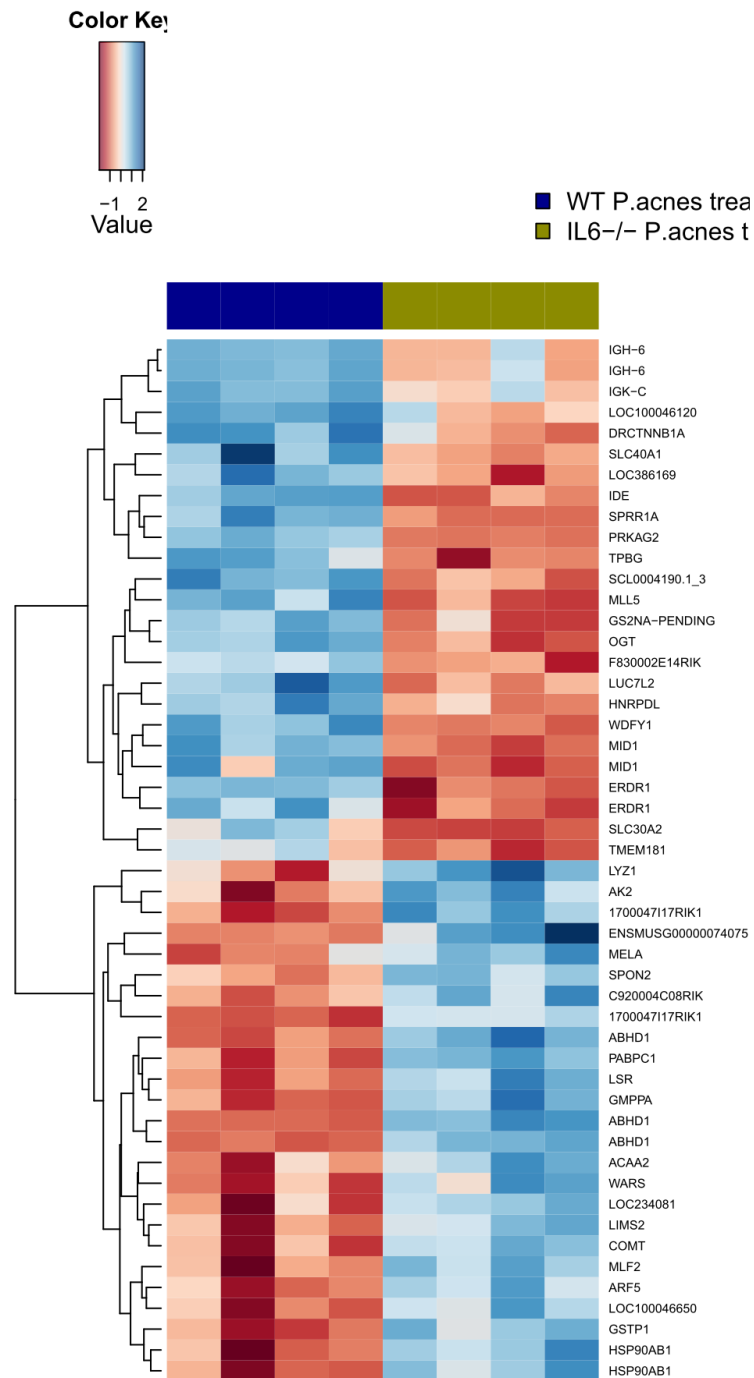 Color Key
−1 2
Value
WT P.acnes trea
IL6−/− P.acnes t
IGH−6
IGH−6
IGK−C
LOC100046120
DRCTNNB1A
SLC40A1
LOC386169
IDE
SPRR1A
PRKAG2
TPBG
SCL0004190.1_3
MLL5
GS2NA−PENDING
OGT
F830002E14RIK
LUC7L2
HNRPDL
WDFY1
MID1
MID1
ERDR1
ERDR1
SLC30A2
TMEM181
LYZ1
AK2
1700047I17RIK1
ENSMUSG00000074075
MELA
SPON2
C920004C08RIK
1700047I17RIK1
ABHD1
PABPC1
LSR
GMPPA
ABHD1
ABHD1
ACAA2
WARS
LOC234081
LIMS2
COMT
MLF2
ARF5
LOC100046650
GSTP1
HSP90AB1
HSP90AB1